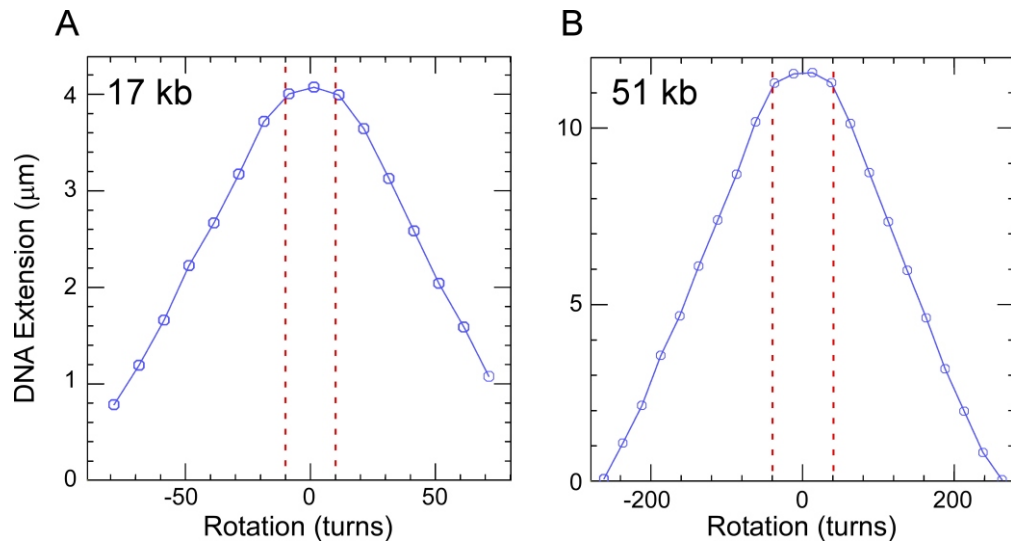 A
17 kb
DNA Extension (μm)
4
3
2
1
0
-50
0
50
Rotation (turns)
B
51 kb
10
5
0
-200
0
200
Rotation (turns)